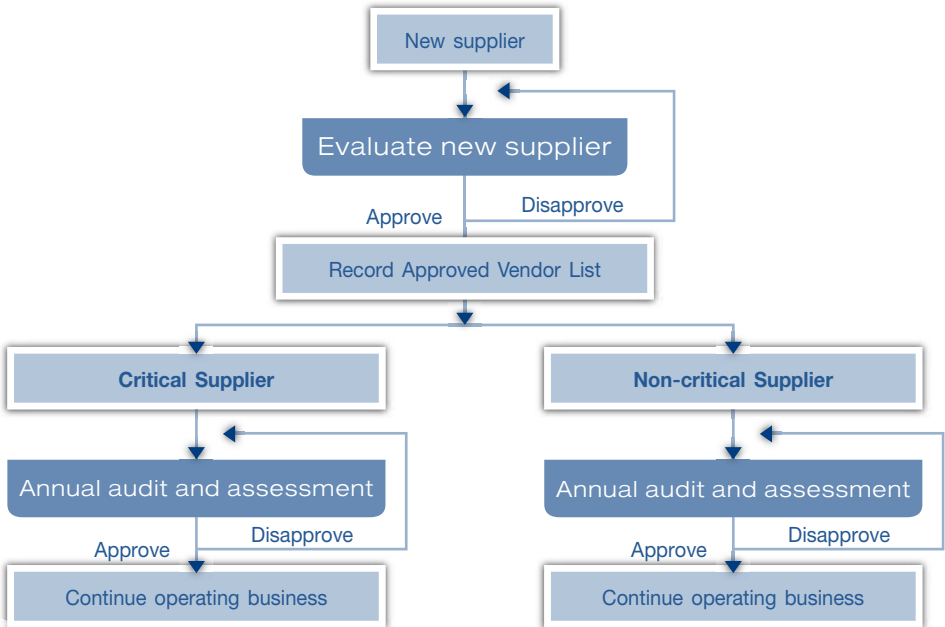 New supplier
Evaluate new supplier
Disapprove
Approve
Record Approved Vendor List
Critical Supplier
Non-critical Supplier
Annual audit and assessment
Annual audit and assessment
Disapprove
Approve
Disapprove
Approve
Continue operating business
Continue operating business